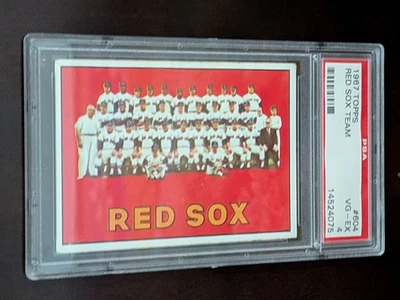 1967 TOPPS #604
RED SOX TEAM VG-EX
4
PSA 14524075
RED SOX